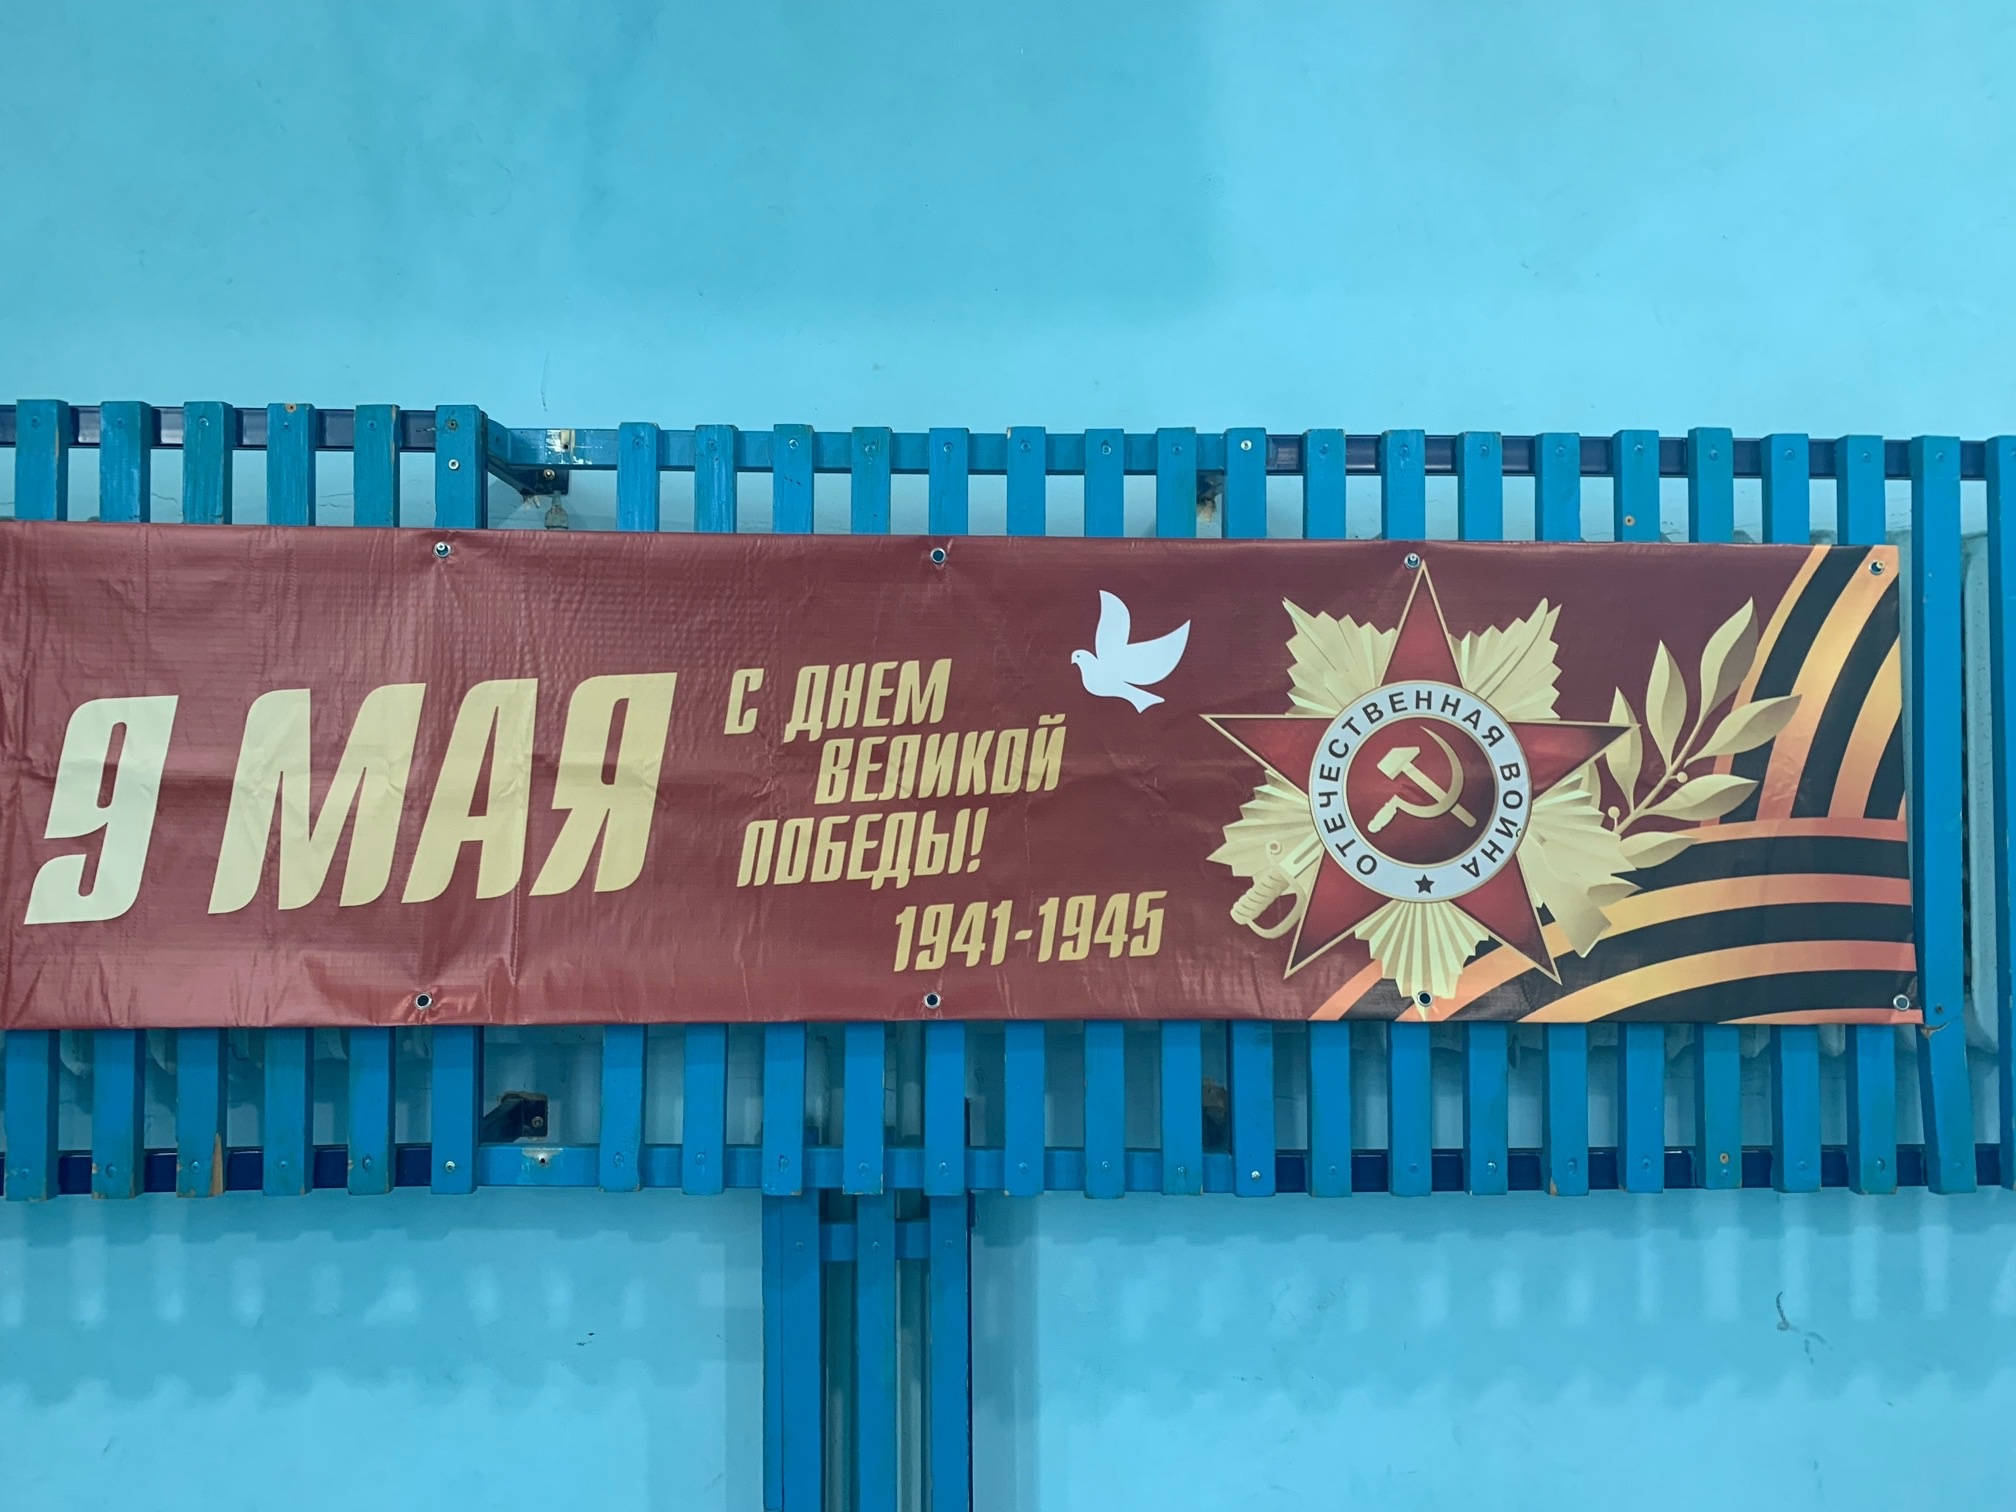 9 МАЯ
С ДНЕМ
ВЕЛИКОЙ
ПОБЕДЫ!
1941-1945
ОТЕЧЕСТВЕННАЯ ВОЙНА